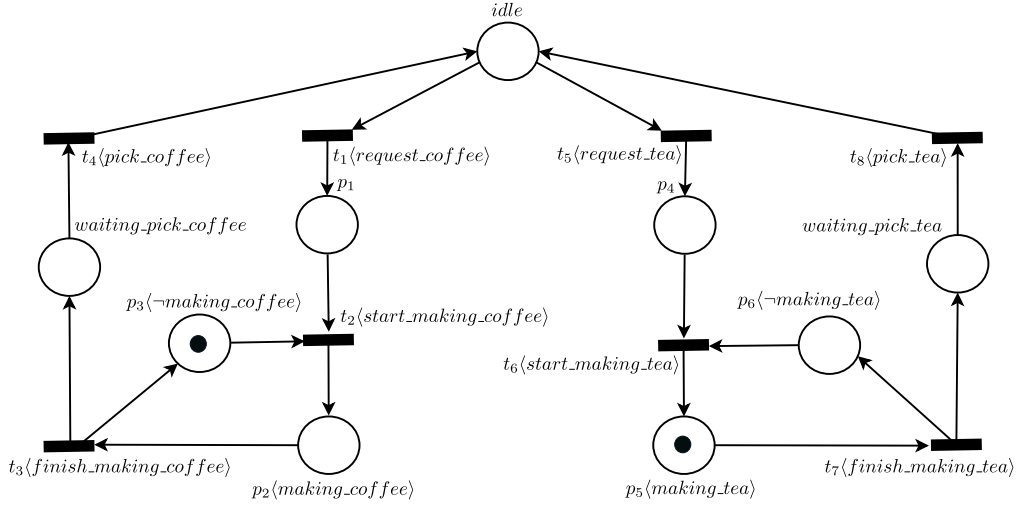 idle
t₄⟨pick_coffee⟩
t₁⟨request_coffee⟩
t₅⟨request_tea⟩
t₈⟨pick_tea⟩
p₁
p₄
waiting_pick_coffee
waiting_pick_tea
p₃⟨¬making_coffee⟩
p₆⟨¬making_tea⟩
t₂⟨start_making_coffee⟩
t₆⟨start_making_tea⟩
t₃⟨finish_making_coffee⟩
t₇⟨finish_making_tea⟩
p₂⟨making_coffee⟩
p₅⟨making_tea⟩